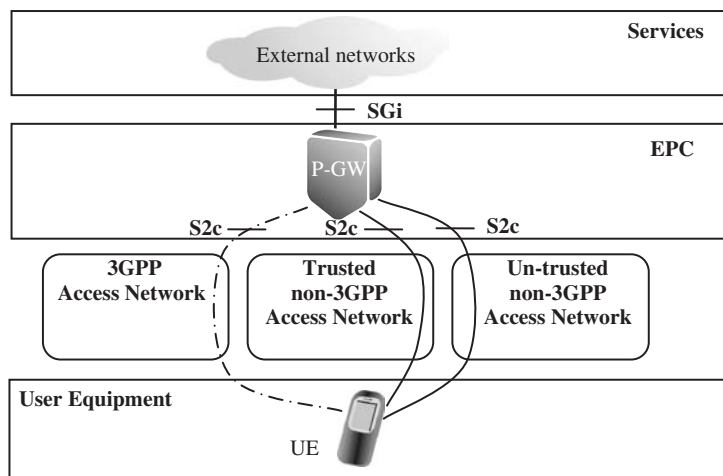 Services
External networks
SGi
EPC
P-GW
S2c S2c S2c
3GPP
Access Network
Trusted
non-3GPP
Access Network
Un-trusted
non-3GPP
Access Network
User Equipment
UE